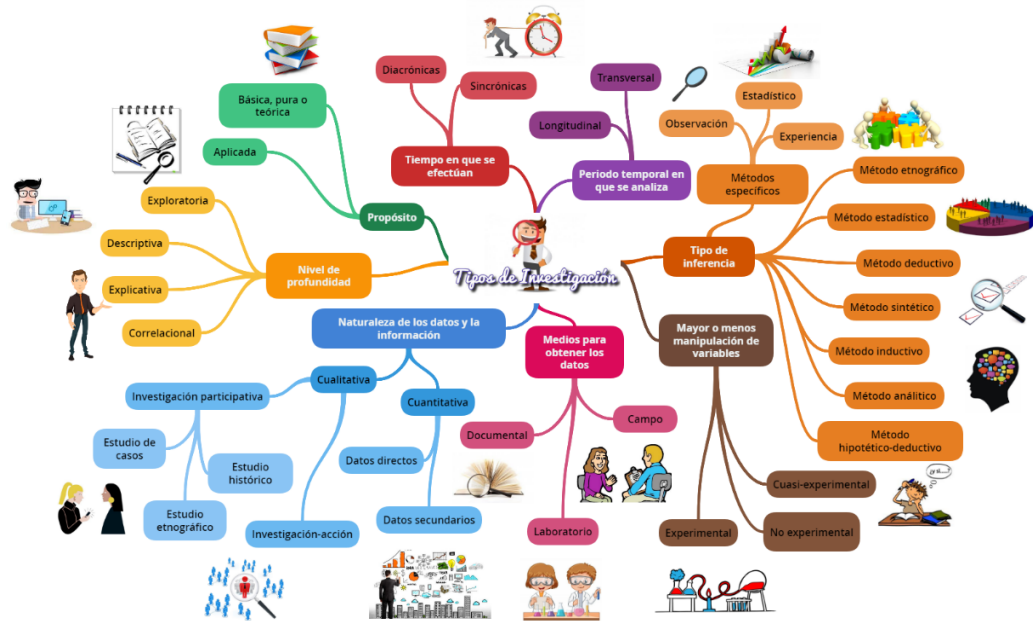 Tipos de Investigación
Propósito
Básica, pura o
teórica
Aplicada
Tiempo en que se
efectúan
Diacrónicas
Sincrónicas
Periodo temporal en
que se analiza
Transversal
Longitudinal
Tipo de
inferencia
Métodos
específicos
Observación
Estadístico
Experiencia
Método etnográfico
Método estadístico
Método deductivo
Método sintético
Método inductivo
Método análitico
Método
hipotético-deductivo
Mayor o menos
manipulación de
variables
Cuasi-experimental
No experimental
Experimental
Medios para
obtener los
datos
Campo
Documental
Laboratorio
Naturaleza de los datos y la
información
Cualitativa
Investigación participativa
Estudio de
casos
Estudio
histórico
Estudio
etnográfico
Investigación-acción
Cuantitativa
Datos directos
Datos secundarios
Nivel de
profundidad
Exploratoria
Descriptiva
Explicativa
Correlacional